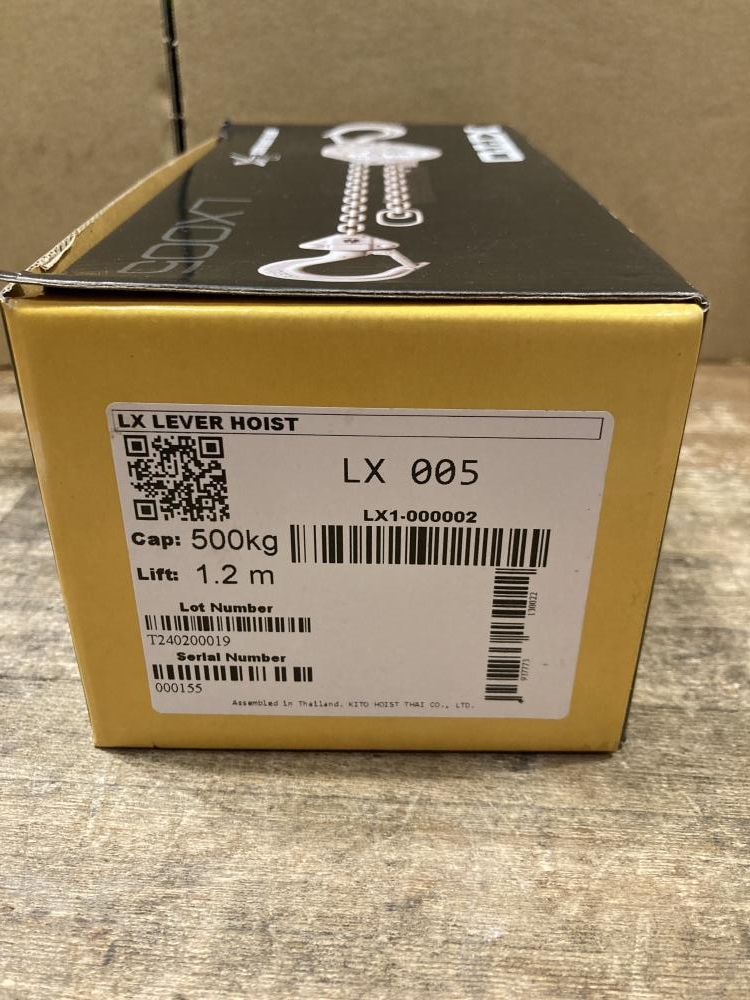 KITO
LX005
LX LEVER HOIST
LX 005
LX1-000002
Cap: 500kg
Lift: 1.2 m
Lot Number
T240200019
Serial Number
000155
Assembled in Thailand. KITO HOIST THAI CO., LTD.